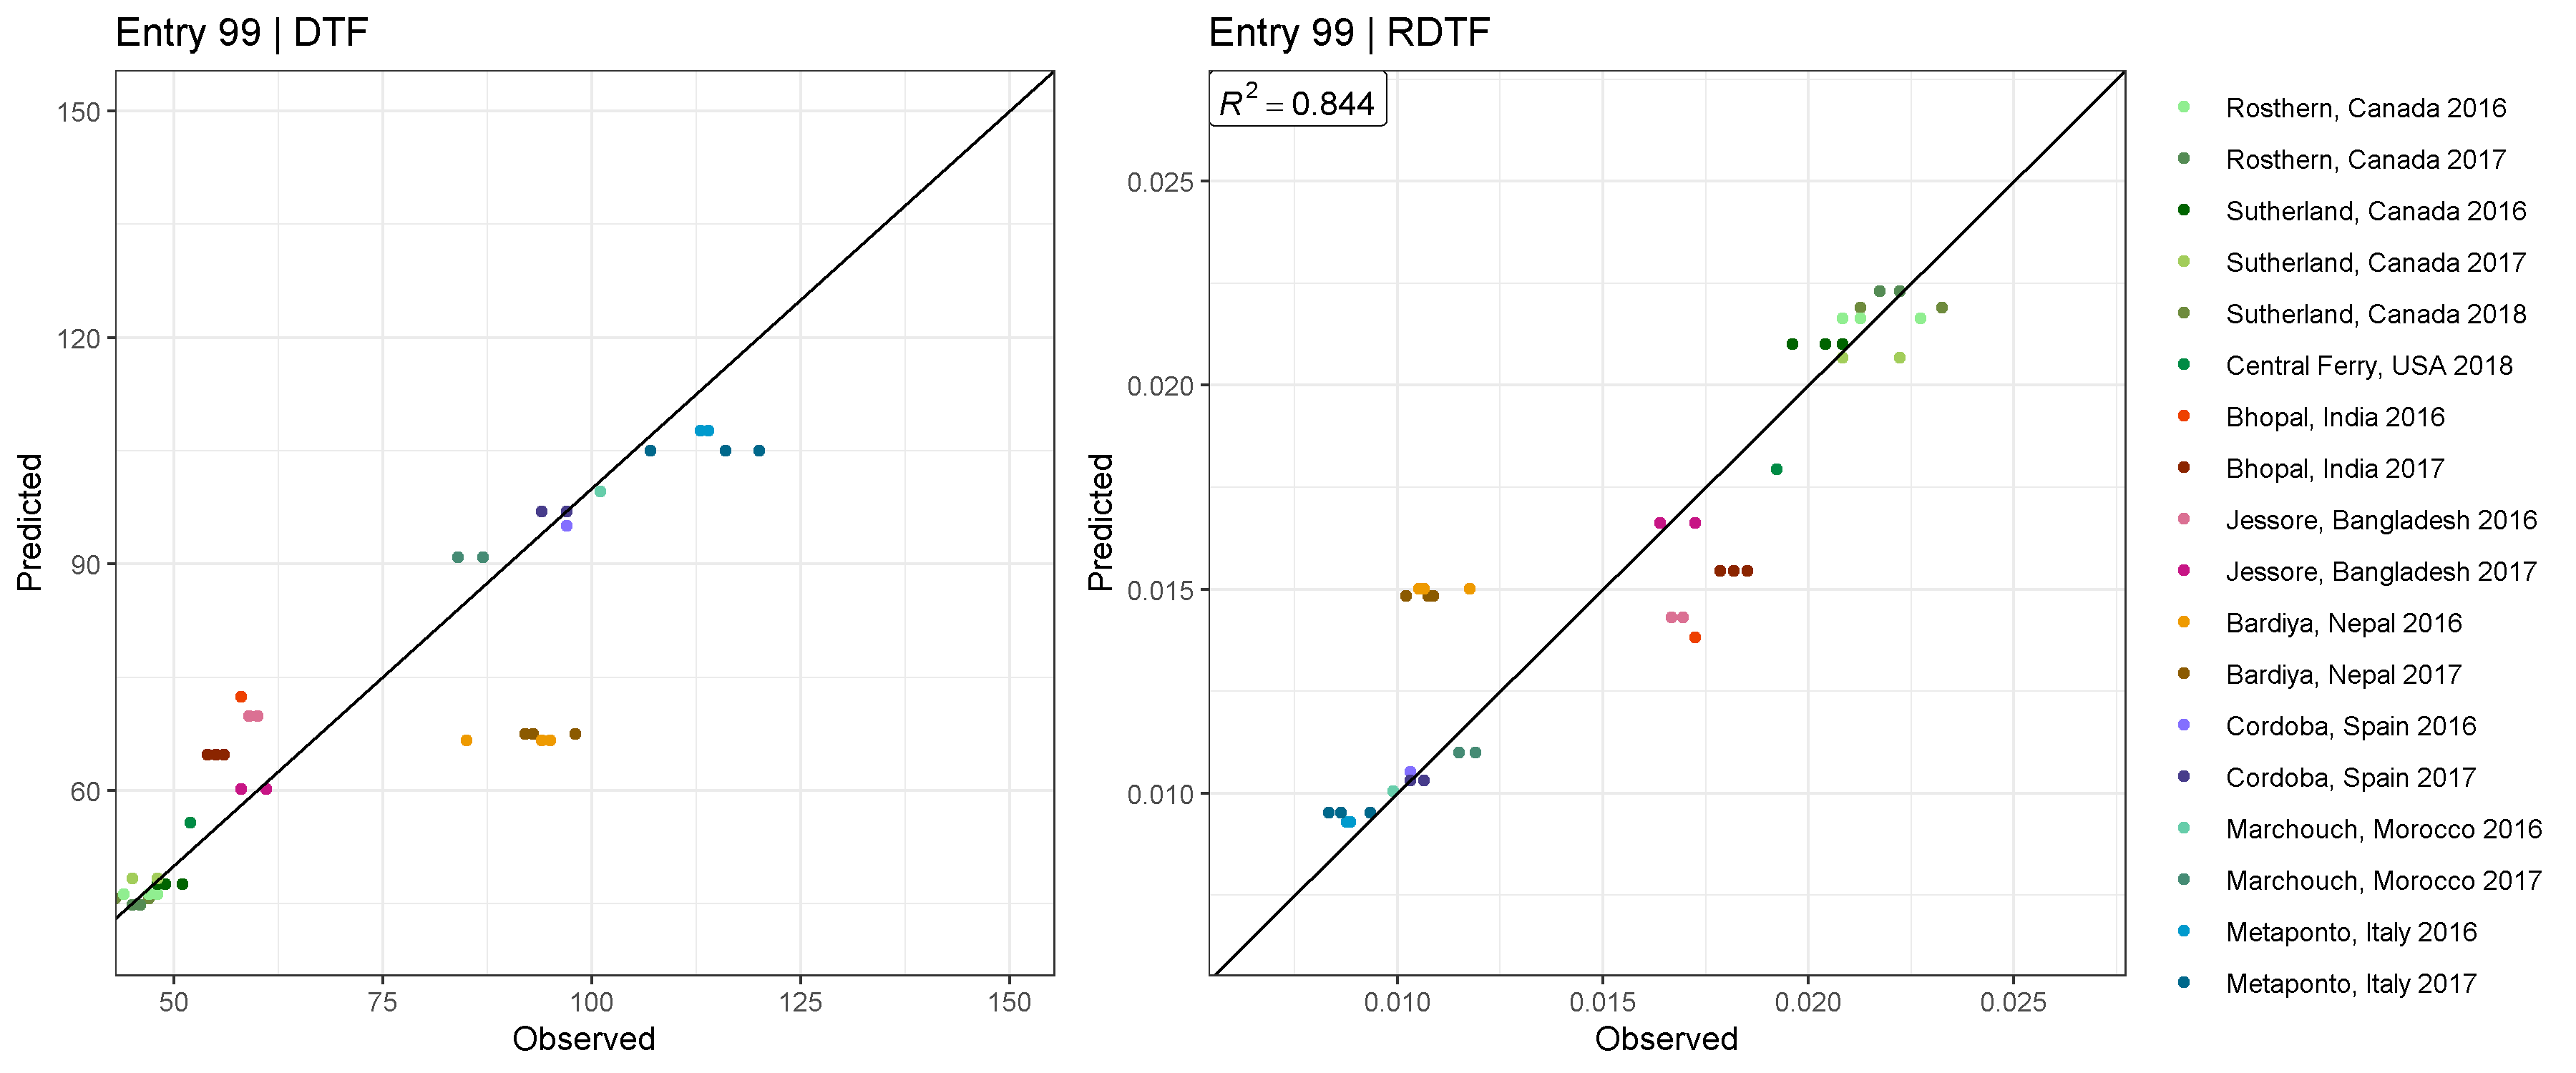 Entry 99 | DTF
150
120
90
60
50
75
100
125
150
Observed
Predicted
Entry 99 | RDTF
R² = 0.844
0.025
0.020
0.015
0.010
0.010
0.015
0.020
0.025
Observed
Predicted
Rosthern, Canada 2016
Rosthern, Canada 2017
Sutherland, Canada 2016
Sutherland, Canada 2017
Sutherland, Canada 2018
Central Ferry, USA 2018
Bhopal, India 2016
Bhopal, India 2017
Jessore, Bangladesh 2016
Jessore, Bangladesh 2017
Bardiya, Nepal 2016
Bardiya, Nepal 2017
Cordoba, Spain 2016
Cordoba, Spain 2017
Marchouch, Morocco 2016
Marchouch, Morocco 2017
Metaponto, Italy 2016
Metaponto, Italy 2017